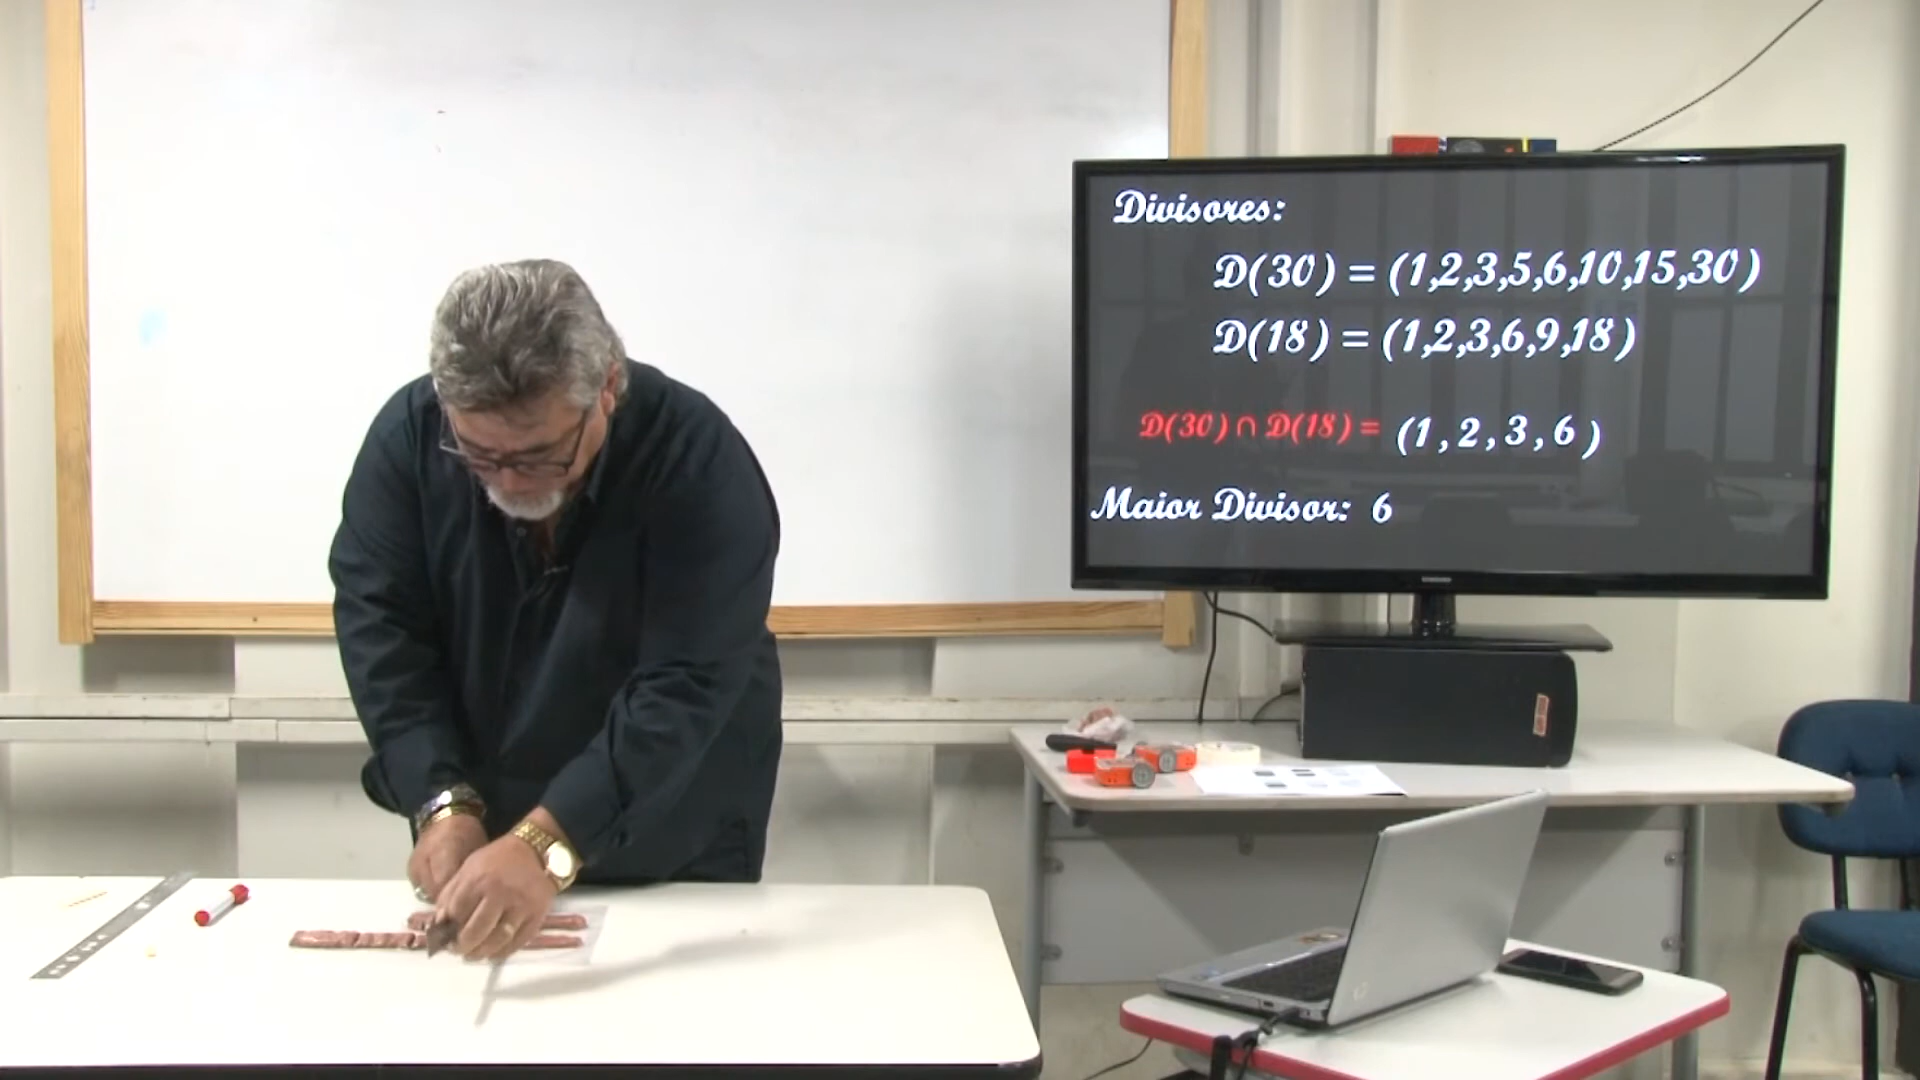 Divisores:
D(30) = (1,2,3,5,6,10,15,30)
D(18) = (1,2,3,6,9,18)
D(30) ∩ D(18) = (1, 2, 3, 6)
Maior Divisor: 6
SAMSUNG